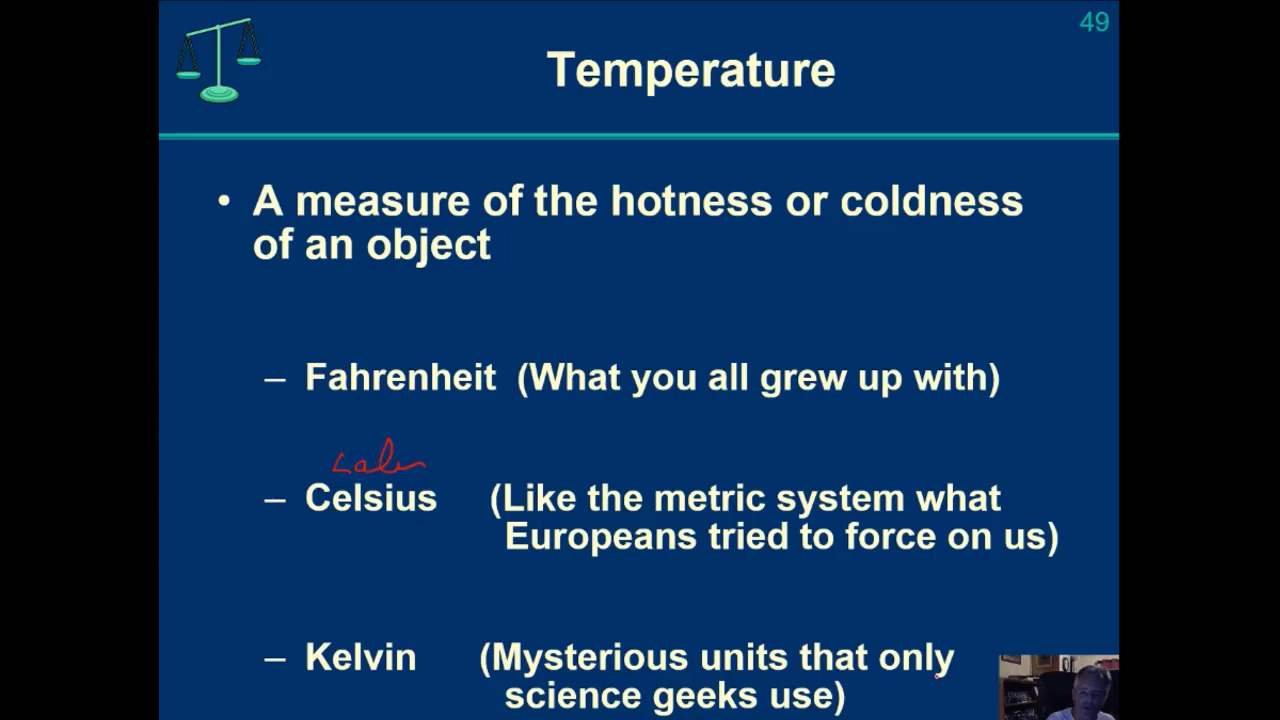 49
Temperature
• A measure of the hotness or coldness
of an object
– Fahrenheit (What you all grew up with)
– Celsius (Like the metric system what
Europeans tried to force on us)
– Kelvin (Mysterious units that only
science geeks use)